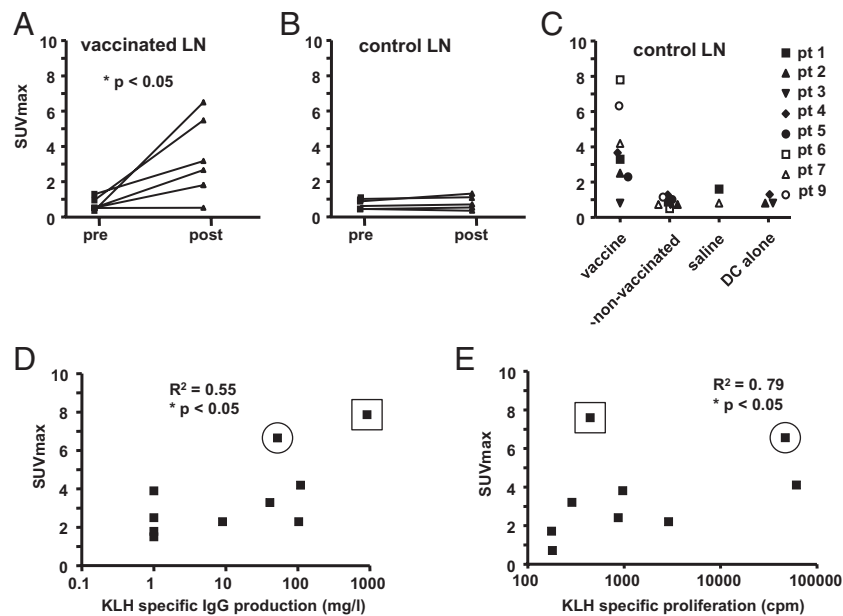 A
vaccinated LN
* p < 0.05
SUVmax
10
8
6
4
2
0
pre
post
B
control LN
10
8
6
4
2
0
pre
post
C
control LN
10
8
6
4
2
0
vaccine
-non-vaccinated
saline
DC alone
pt 1
pt 2
pt 3
pt 4
pt 5
pt 6
pt 7
pt 9
D
R² = 0.55
* p < 0.05
SUVmax
10
8
6
4
2
0
0.1
1
10
100
1000
KLH specific IgG production (mg/l)
E
R² = 0. 79
* p < 0.05
SUVmax
10
8
6
4
2
0
100
1000
10000
100000
KLH specific proliferation (cpm)